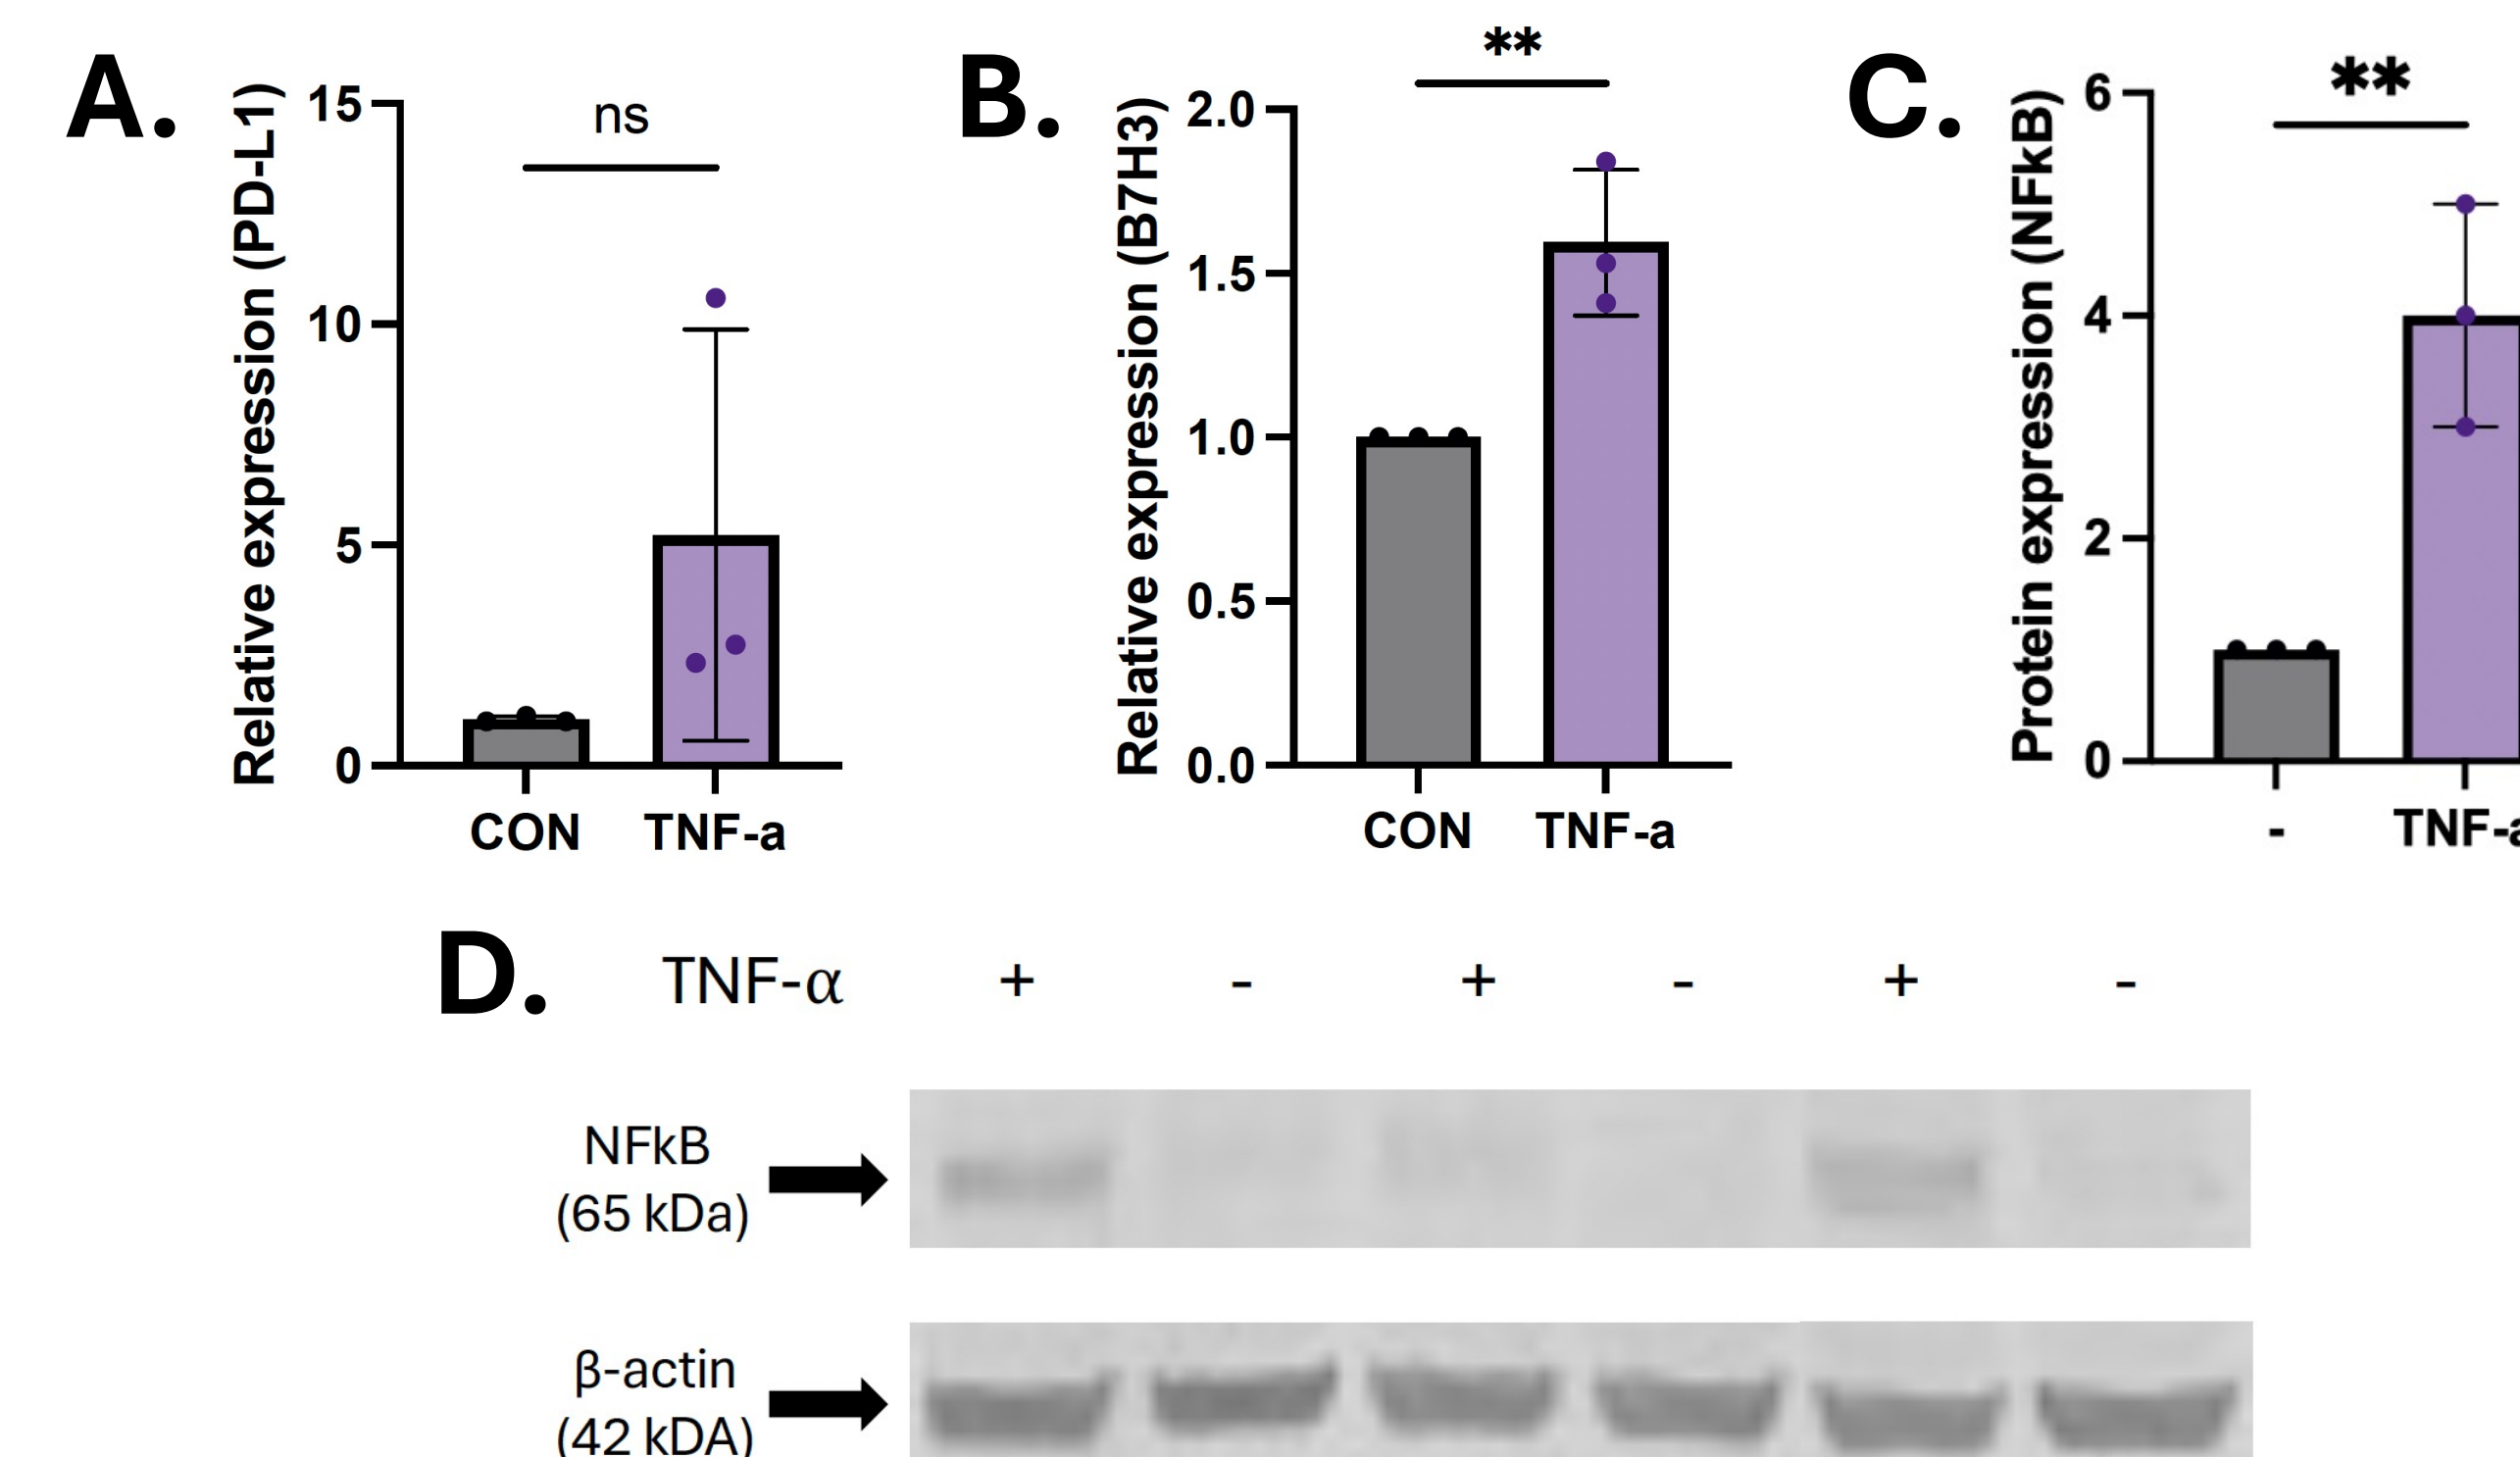 A.
Relative expression (PD-L1)
15
10
5
0
ns
CON TNF-a
B.
Relative expression (B7H3)
2.0
1.5
1.0
0.5
0.0
**
CON TNF-a
C.
Protein expression (NFkB)
6
4
2
0
**
- TNF-a
D.
TNF-α + - + - + -
NFkB
(65 kDa)
β-actin
(42 kDA)